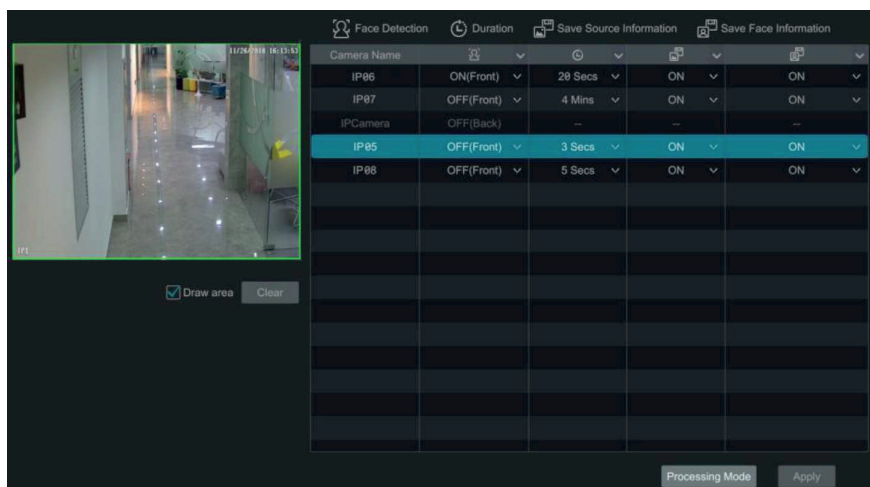 Face Detection Duration Save Source Information Save Face Information
11/26/2018 16:13:53
Camera Name
IP06 ON(Front) 20 Secs ON ON
IP07 OFF(Front) 4 Mins ON ON
IPCamera OFF(Back) -- -- --
IP05 OFF(Front) 3 Secs ON ON
IP08 OFF(Front) 5 Secs ON ON
IP1
Draw area Clear
Processing Mode Apply